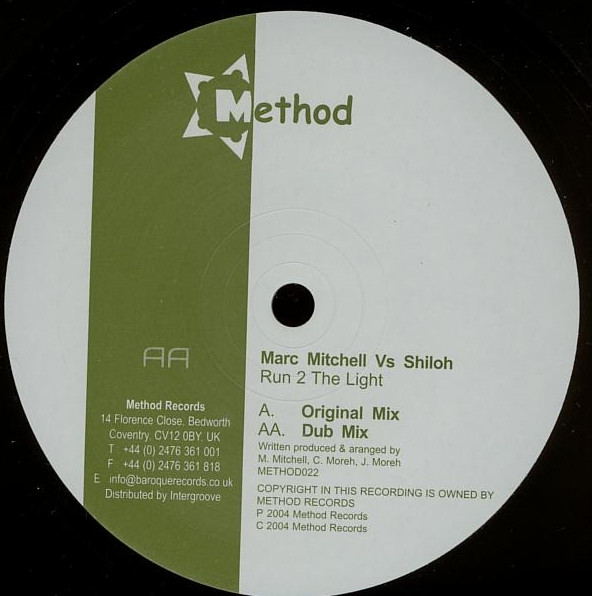 Method
AA
Method Records
14 Florence Close, Bedworth
Coventry, CV12 0BY. UK
T +44 (0) 2476 361 001
F +44 (0) 2476 361 818
E info@baroquerecords.co.uk
Distributed by Intergroove
Marc Mitchell Vs Shiloh
Run 2 The Light
A. Original Mix
AA. Dub Mix
Written produced & aranged by
M. Mitchell, C. Moreh, J. Moreh
METHOD022
COPYRIGHT IN THIS RECORDING IS OWNED BY
METHOD RECORDS
P 2004 Method Records
C 2004 Method Records